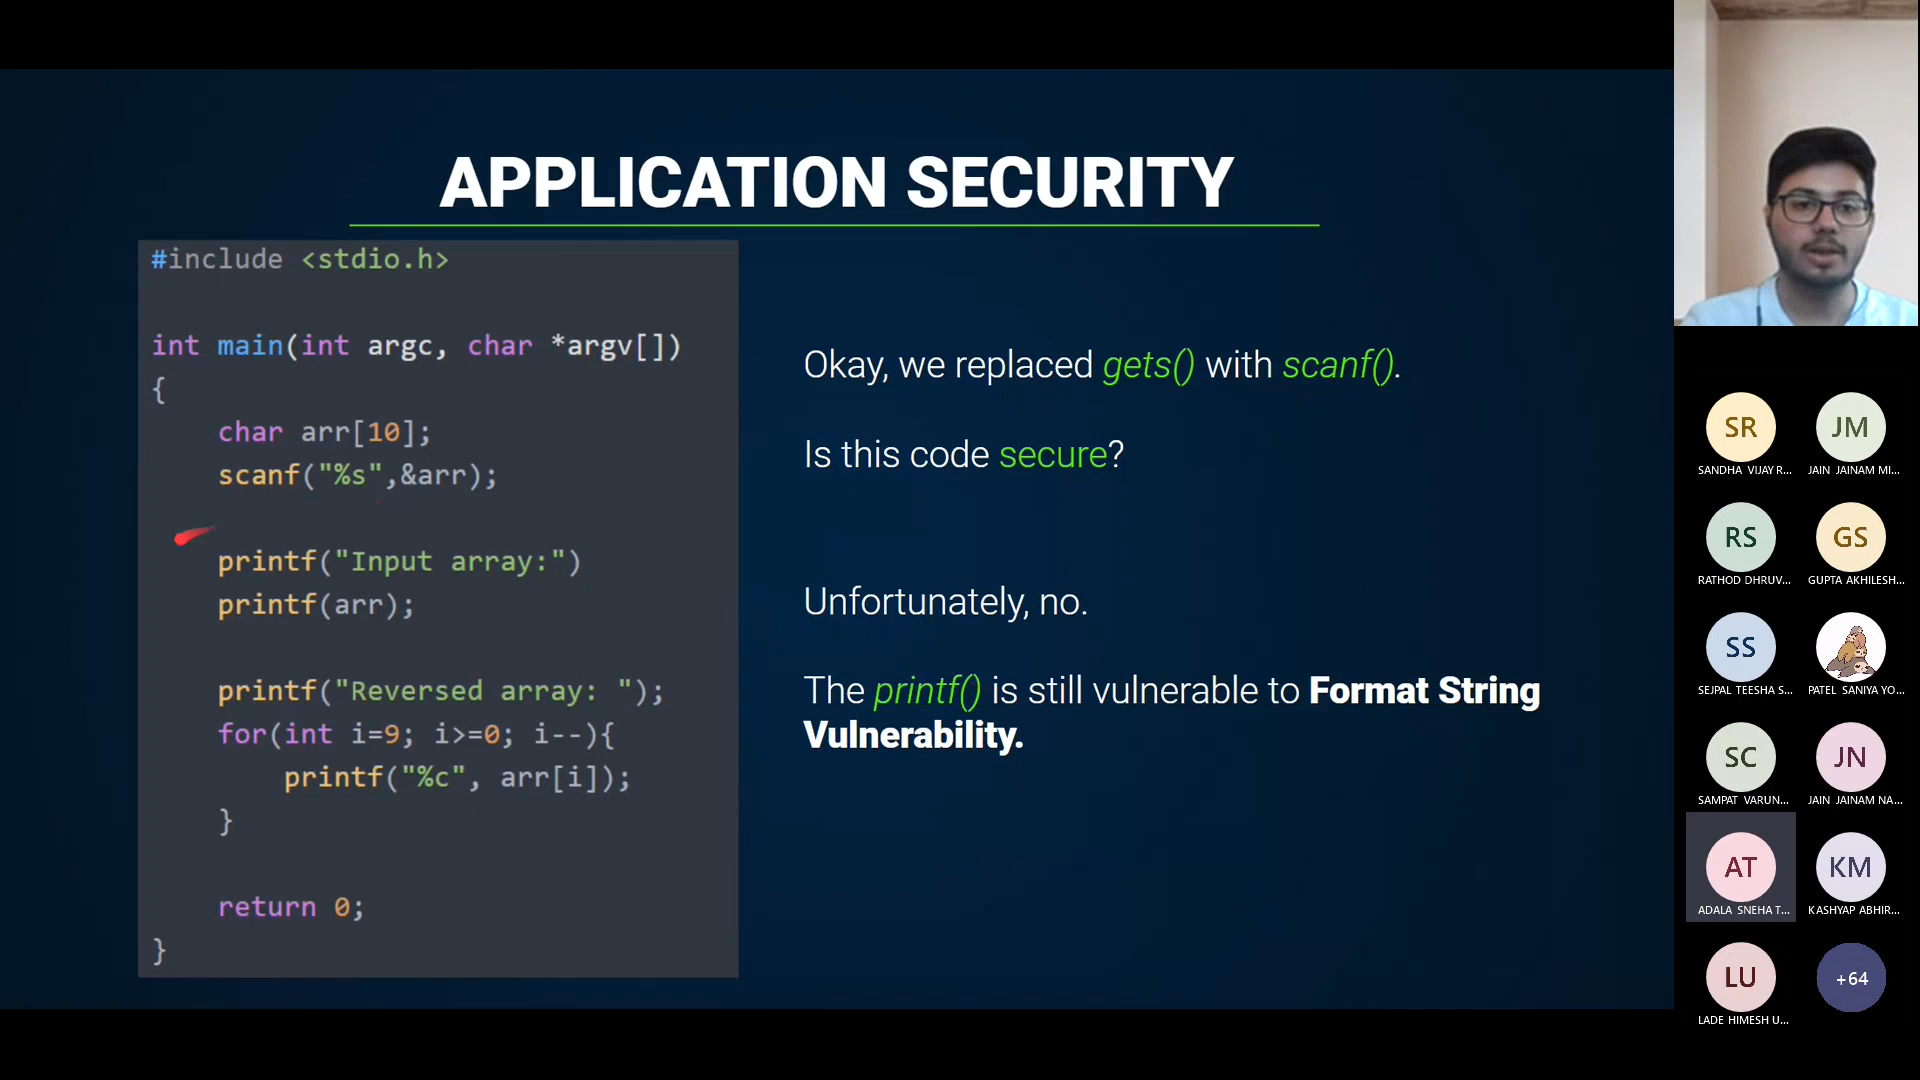 APPLICATION SECURITY
#include <stdio.h>
int main(int argc, char *argv[])
{
char arr[10];
scanf("%s",&arr);
printf("Input array:")
printf(arr);
printf("Reversed array: ");
for(int i=9; i>=0; i--){
printf("%c", arr[i]);
}
return 0;
}
Okay, we replaced gets() with scanf().
Is this code secure?
Unfortunately, no.
The printf() is still vulnerable to Format String
Vulnerability.
SR
SANDHA VIJAY R...
JM
JAIN JAINAM MI...
RS
RATHOD DHRUV...
GS
GUPTA AKHILESH...
SS
SEJPAL TEESHA S...
PATEL SANIYA YO...
SC
SAMPAT VARUN...
JN
JAIN JAINAM NA...
AT
ADALA SNEHA T...
KM
KASHYAP ABHIR...
LU
LADE HIMESH U...
+64